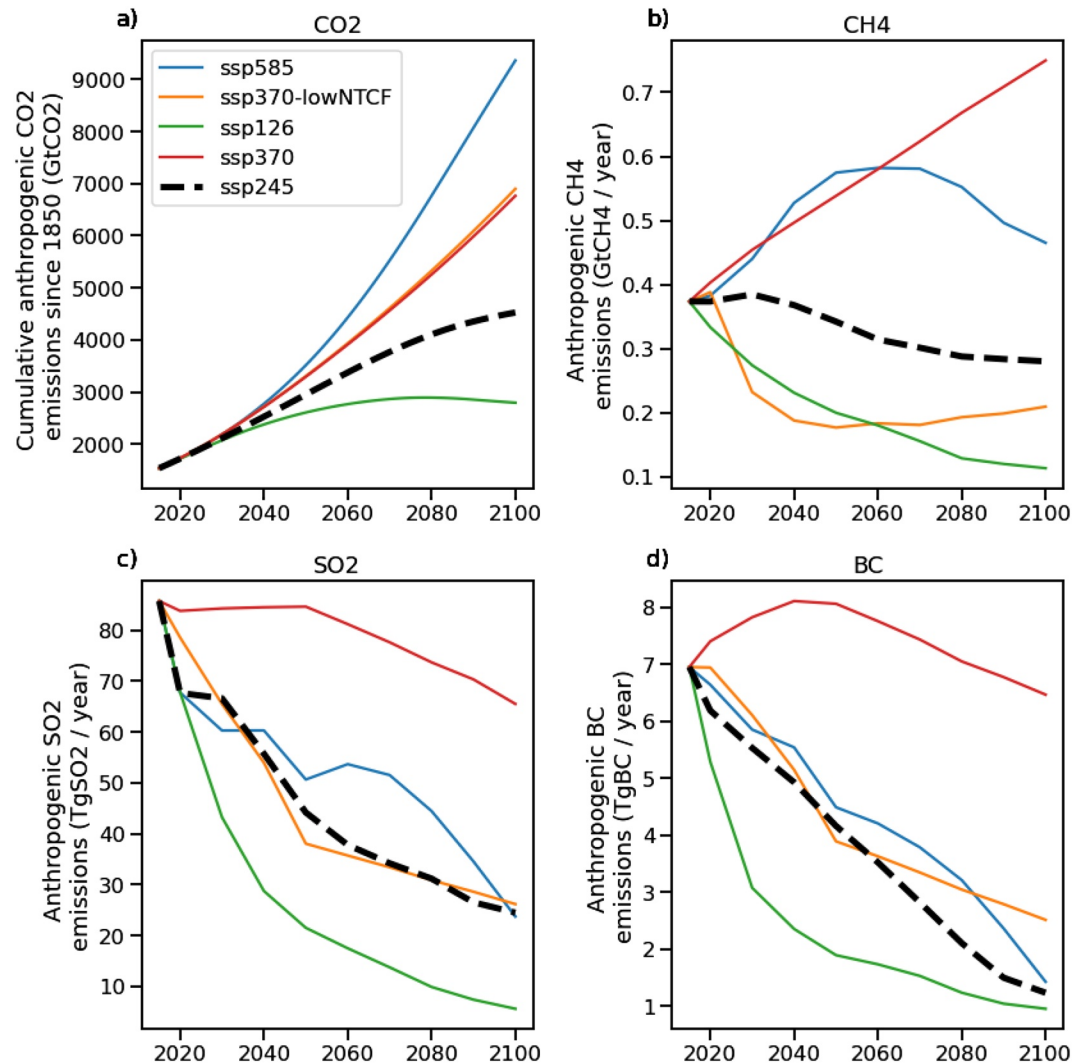 a)
CO2
Cumulative anthropogenic CO2
emissions since 1850 (GtCO2)
9000
8000
7000
6000
5000
4000
3000
2000
ssp585
ssp370-lowNTCF
ssp126
ssp370
ssp245
2020 2040 2060 2080 2100
b)
CH4
Anthropogenic CH4
emissions (GtCH4 / year)
0.7
0.6
0.5
0.4
0.3
0.2
0.1
2020 2040 2060 2080 2100
c)
SO2
Anthropogenic SO2
emissions (TgSO2 / year)
80
70
60
50
40
30
20
10
2020 2040 2060 2080 2100
d)
BC
Anthropogenic BC
emissions (TgBC / year)
8
7
6
5
4
3
2
1
2020 2040 2060 2080 2100